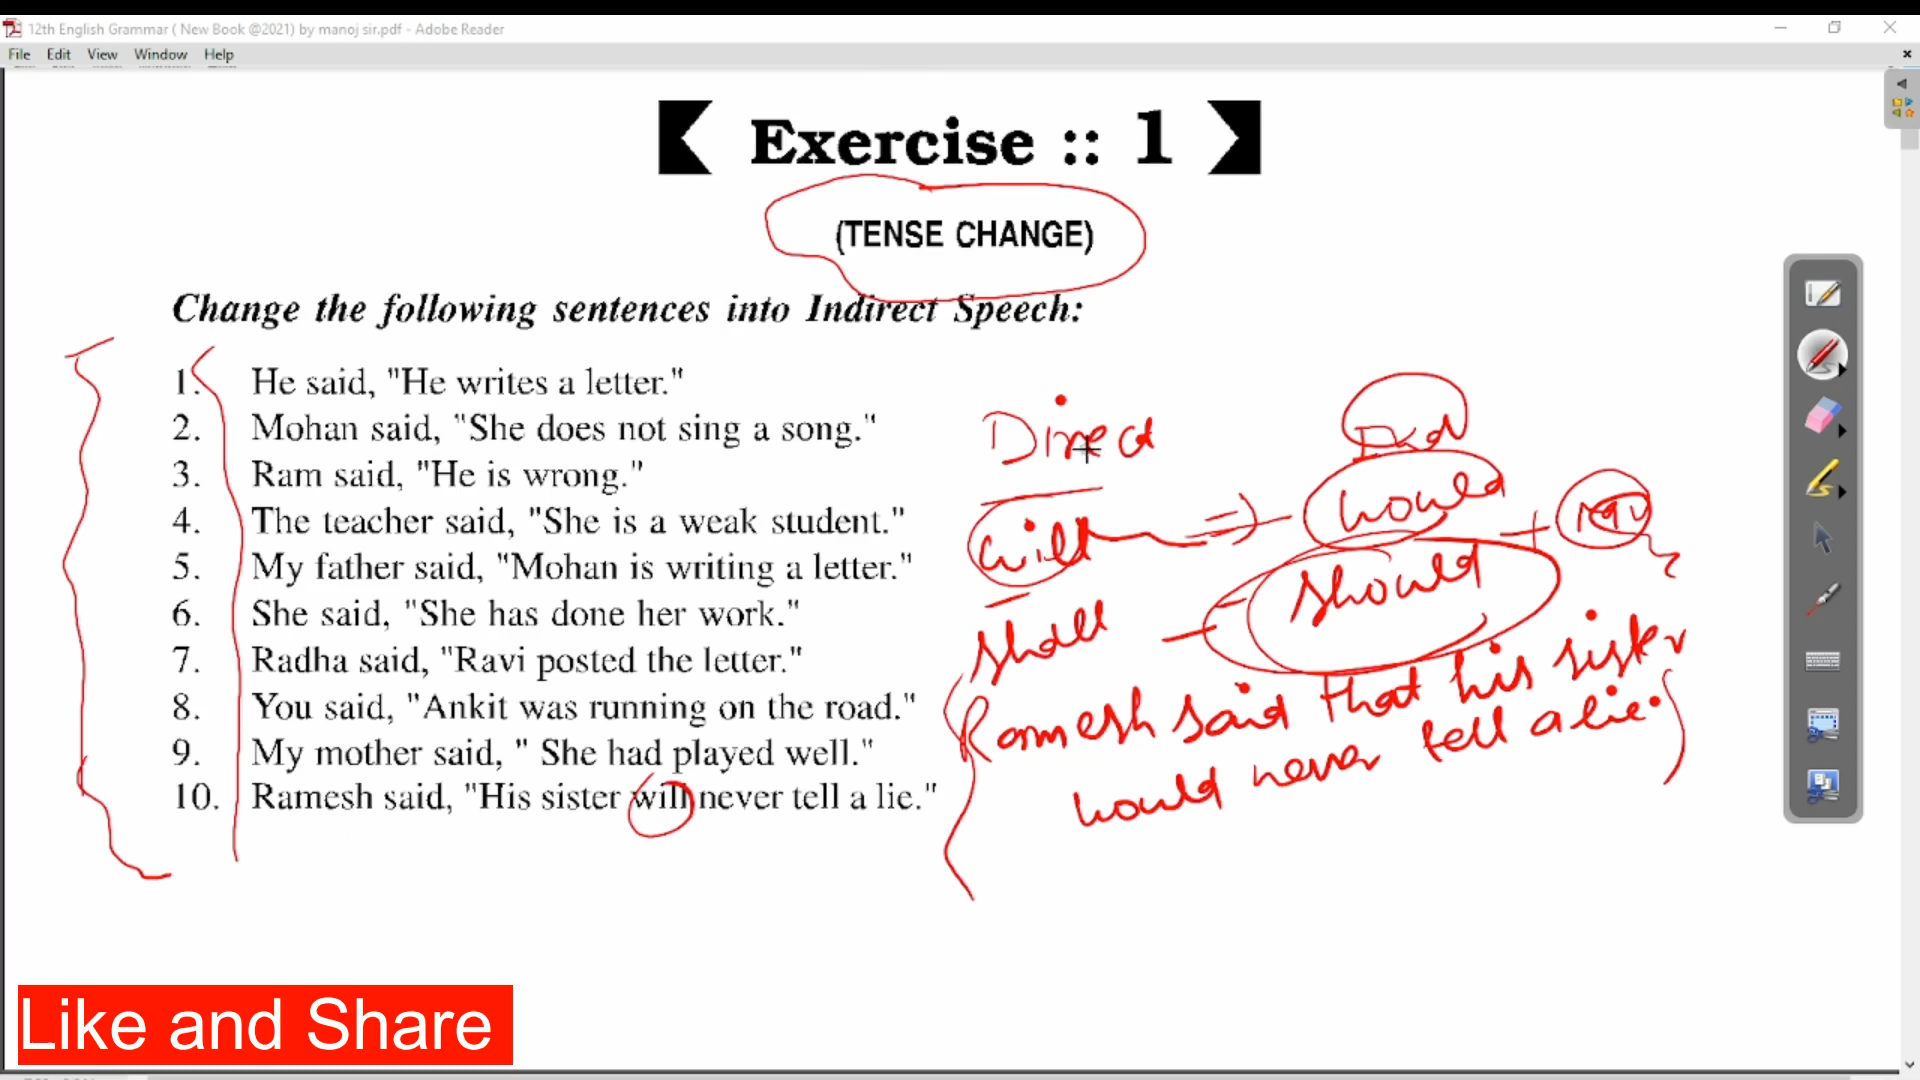 12th English Grammar ( New Book @2021) by manoj sir.pdf - Adobe Reader
File Edit View Window Help
Exercise :: 1
(TENSE CHANGE)
Change the following sentences into Indirect Speech:
1. He said, "He writes a letter."
2. Mohan said, "She does not sing a song."
3. Ram said, "He is wrong."
4. The teacher said, "She is a weak student."
5. My father said, "Mohan is writing a letter."
6. She said, "She has done her work."
7. Radha said, "Ravi posted the letter."
8. You said, "Ankit was running on the road."
9. My mother said, " She had played well."
10. Ramesh said, "His sister will never tell a lie."
Direct
will => would +
shall - should
Ramesh said that his sister
would never tell a lie.
Like and Share